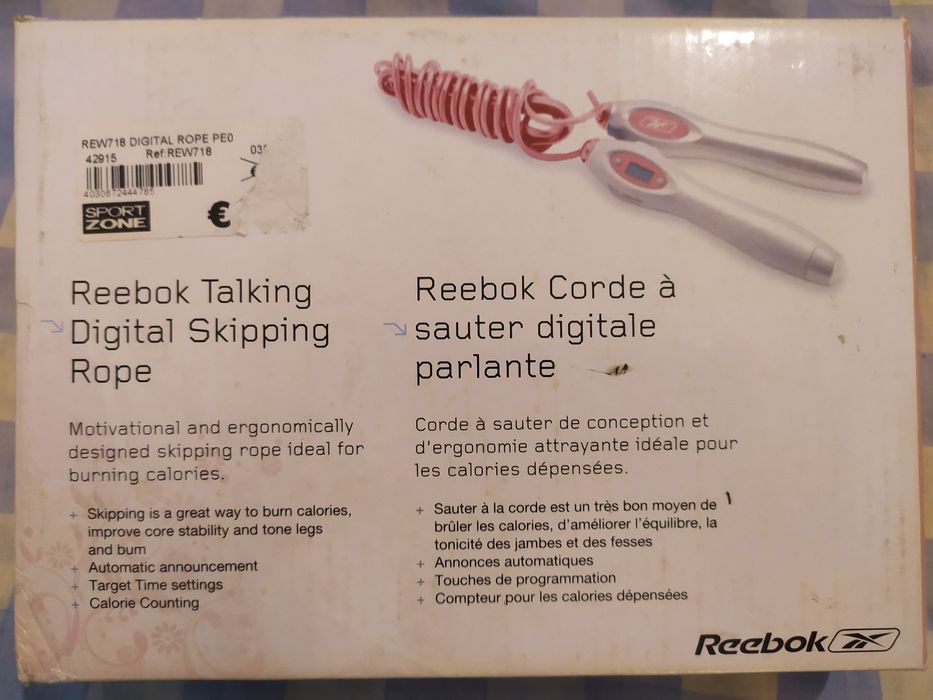 REW718 DIGITAL ROPE PE0
42915 Ref:REW718
4030672444785
SPORT
ZONE
€
Reebok Talking
Digital Skipping
Rope
Motivational and ergonomically
designed skipping rope ideal for
burning calories.
+ Skipping is a great way to burn calories,
improve core stability and tone legs
and bum
+ Automatic announcement
+ Target Time settings
+ Calorie Counting
Reebok Corde à
sauter digitale
parlante
Corde à sauter de conception et
d'ergonomie attrayante idéale pour
les calories dépensées.
+ Sauter à la corde est un très bon moyen de
brûler les calories, d'améliorer l'équilibre, la
tonicité des jambes et des fesses
+ Annonces automatiques
+ Touches de programmation
+ Compteur pour les calories dépensées
Reebok